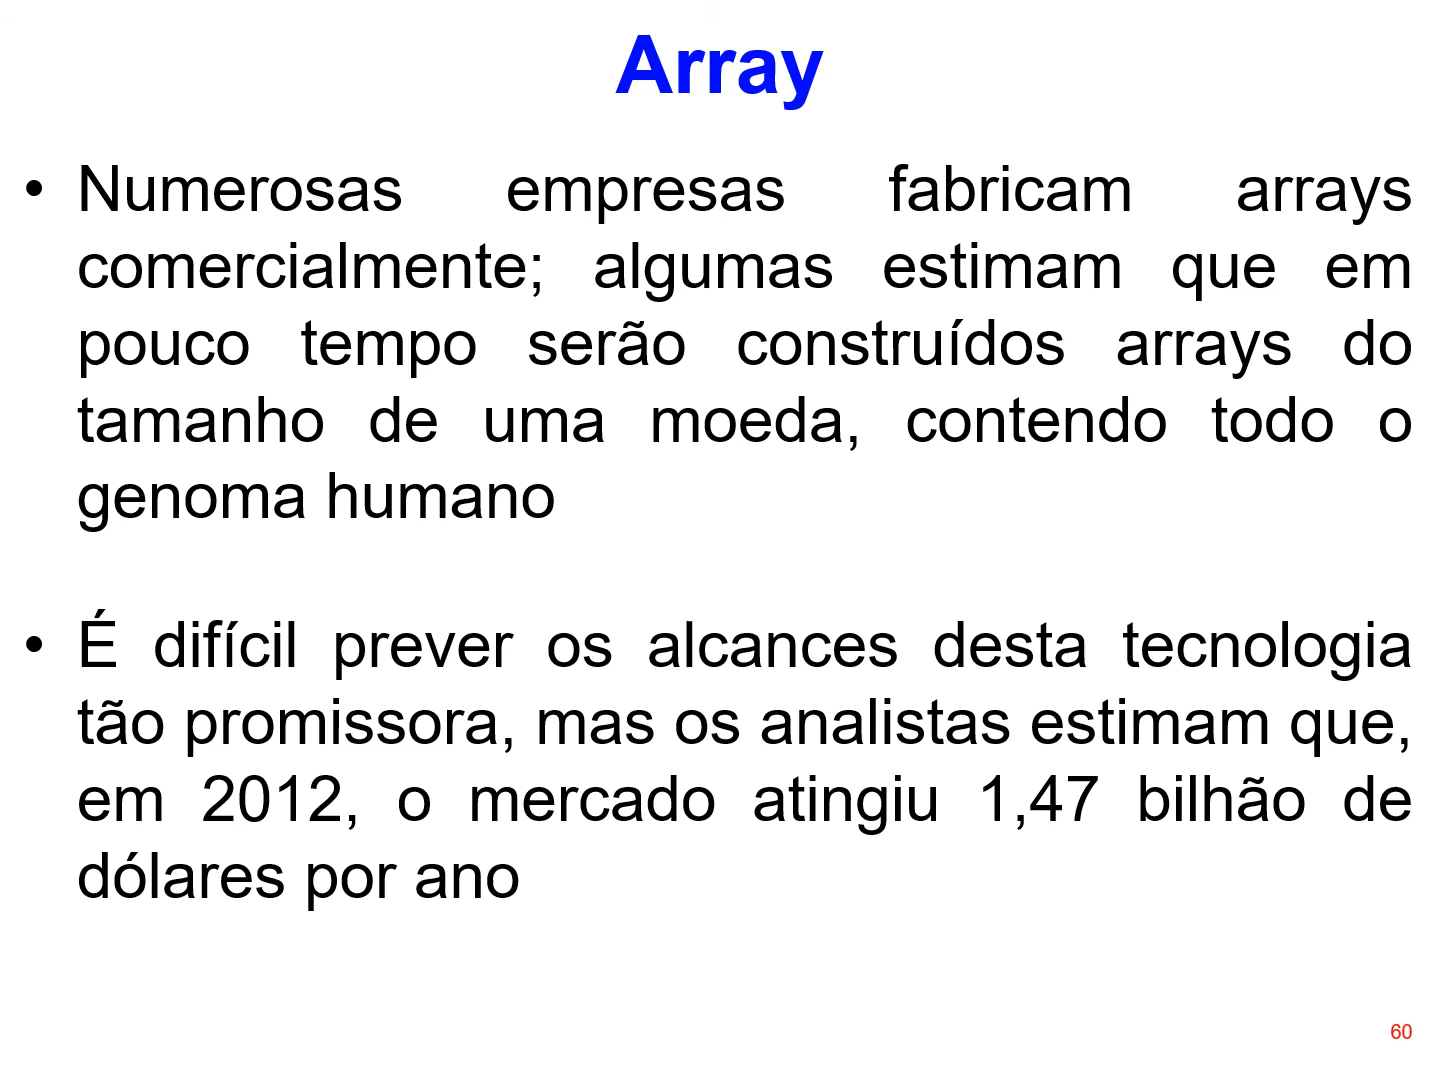 Array
• Numerosas empresas fabricam arrays
comercialmente; algumas estimam que em
pouco tempo serão construídos arrays do
tamanho de uma moeda, contendo todo o
genoma humano
• É difícil prever os alcances desta tecnologia
tão promissora, mas os analistas estimam que,
em 2012, o mercado atingiu 1,47 bilhão de
dólares por ano
60